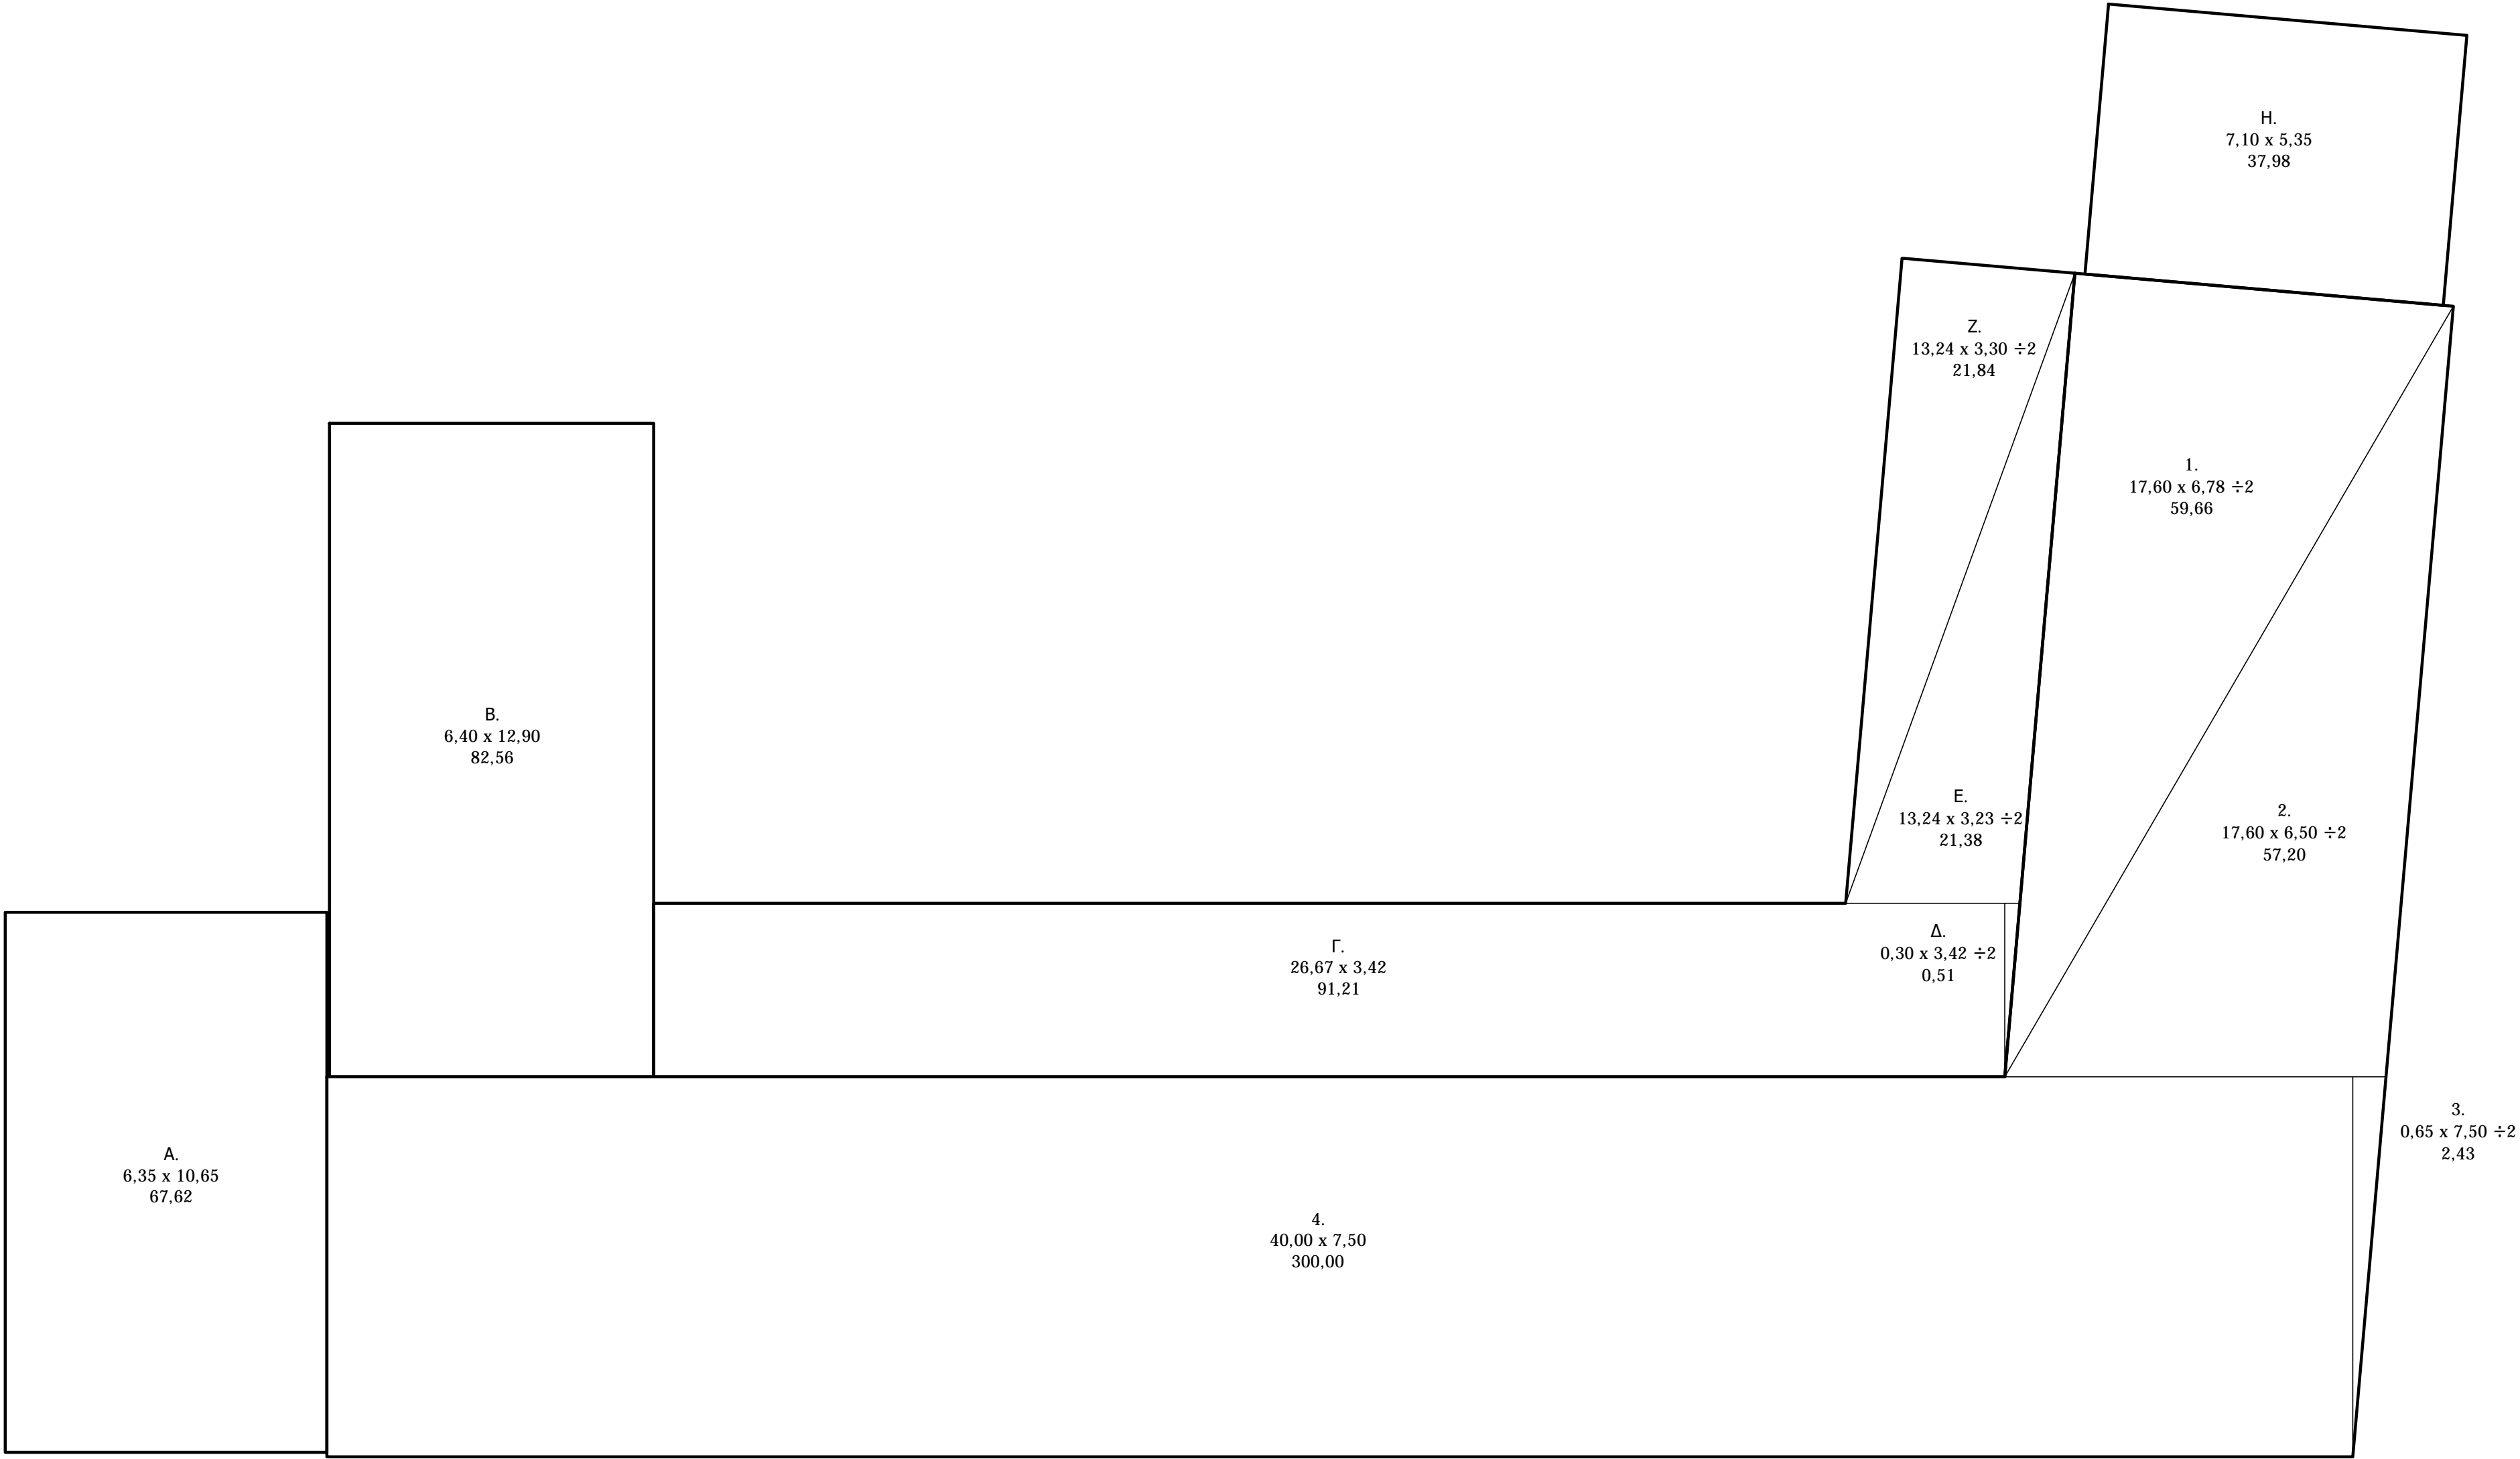 H.
7,10 x 5,35
37,98
Z.
13,24 x 3,30 ÷2
21,84
1.
17,60 x 6,78 ÷2
59,66
B.
6,40 x 12,90
82,56
E.
13,24 x 3,23 ÷2
21,38
2.
17,60 x 6,50 ÷2
57,20
Γ.
26,67 x 3,42
91,21
Δ.
0,30 x 3,42 ÷2
0,51
3.
0,65 x 7,50 ÷2
2,43
A.
6,35 x 10,65
67,62
4.
40,00 x 7,50
300,00